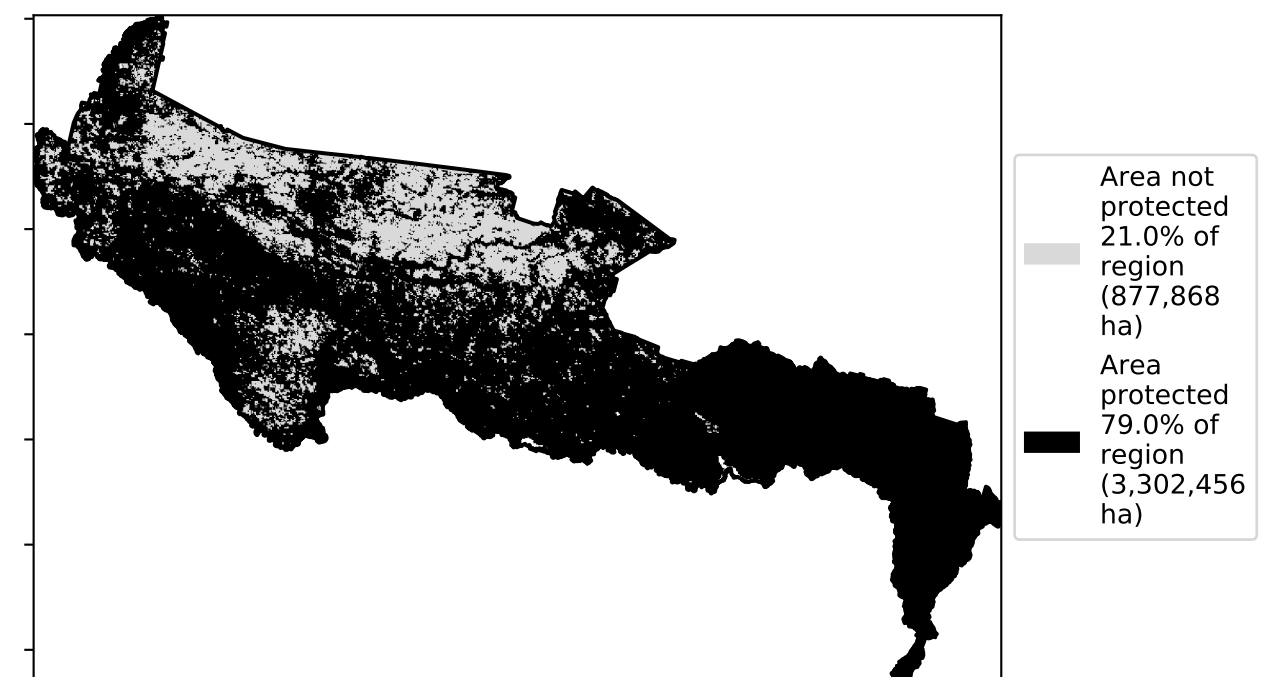 Area not
protected
21.0% of
region
(877,868
ha)
Area
protected
79.0% of
region
(3,302,456
ha)